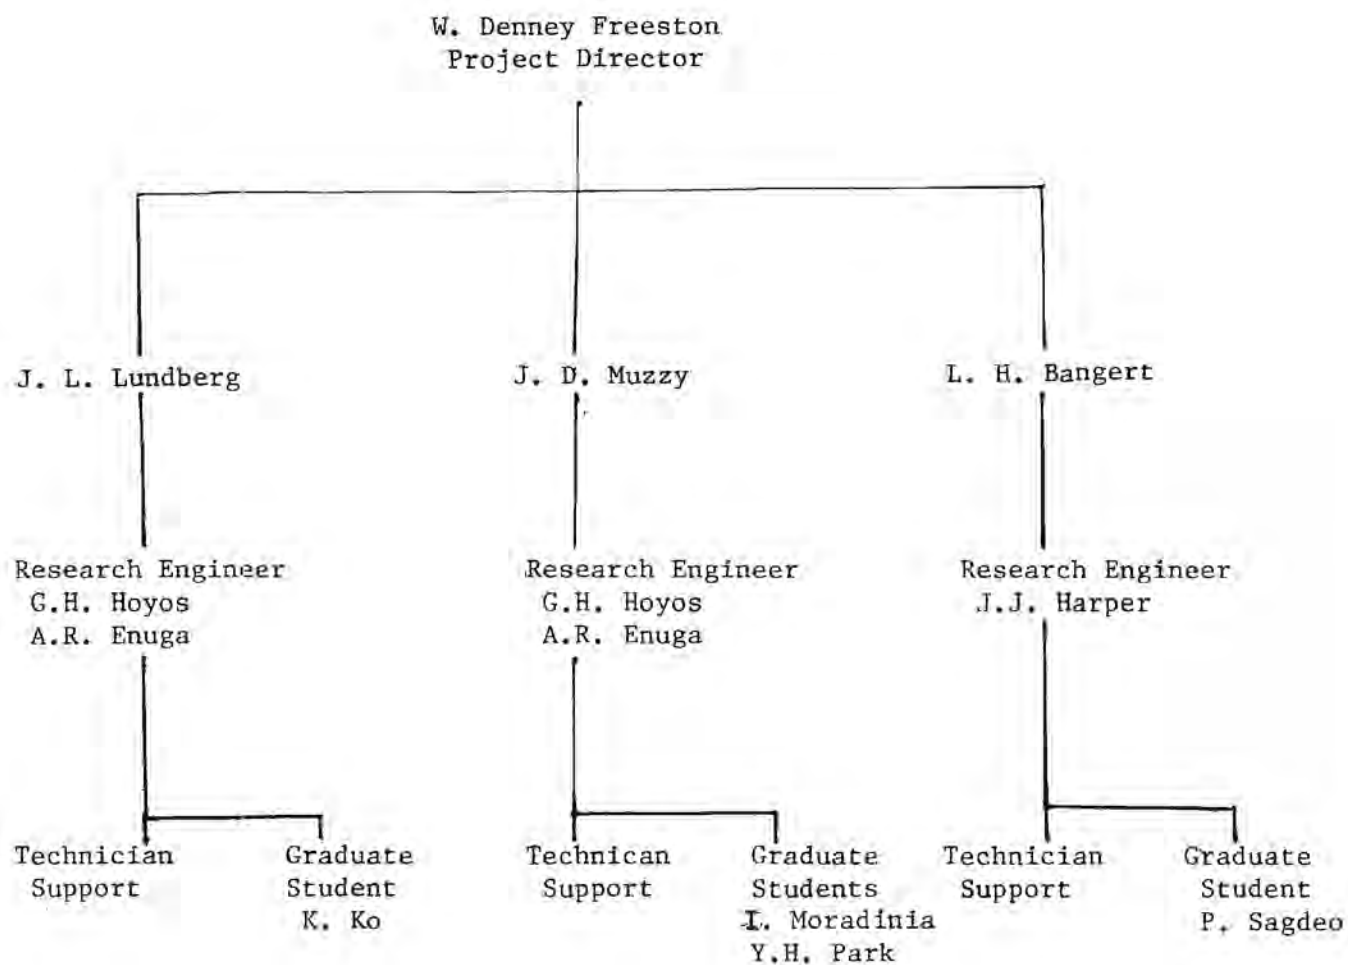 W. Denney Freeston
Project Director
J. L. Lundberg
J. D. Muzzy
L. H. Bangert
Research Engineer
G.H. Hoyos
A.R. Enuga
Research Engineer
G.H. Hoyos
A.R. Enuga
Research Engineer
J.J. Harper
Technician
Support
Graduate
Student
K. Ko
Technican
Support
Graduate
Students
I. Moradinia
Y.H. Park
Technician
Support
Graduate
Student
P. Sagdeo